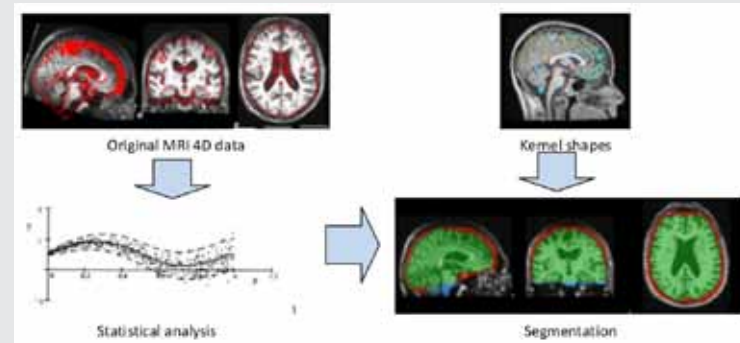 Original MRI 4D data
Kernel shapes
Statistical analysis
Segmentation